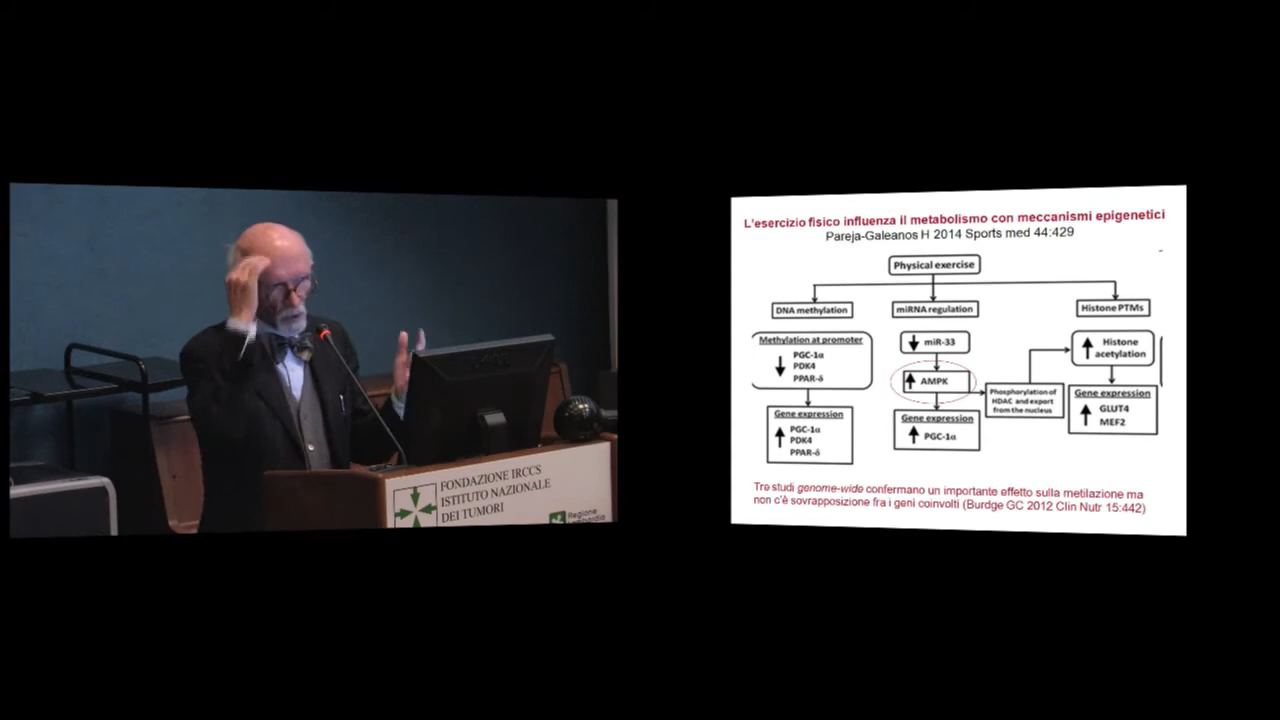 FONDAZIONE IRCCS
ISTITUTO NAZIONALE
DEI TUMORI
Regione
Lombardia
L'esercizio fisico influenza il metabolismo con meccanismi epigenetici
Pareja-Galeanos H 2014 Sports med 44:429
Physical exercise
DNA methylation
miRNA regulation
Histone PTMs
Methylation at promoter
PGC-1α
PDK4
PPAR-δ
Gene expression
PGC-1α
PDK4
PPAR-δ
miR-33
AMPK
Gene expression
PGC-1α
Phosphorylation of
HDAC and export
from the nucleus
Histone
acetylation
Gene expression
GLUT4
MEF2
Tre studi genome-wide confermano un importante effetto sulla metilazione ma
non c'è sovrapposizione fra i geni coinvolti (Burdge GC 2012 Clin Nutr 15:442)